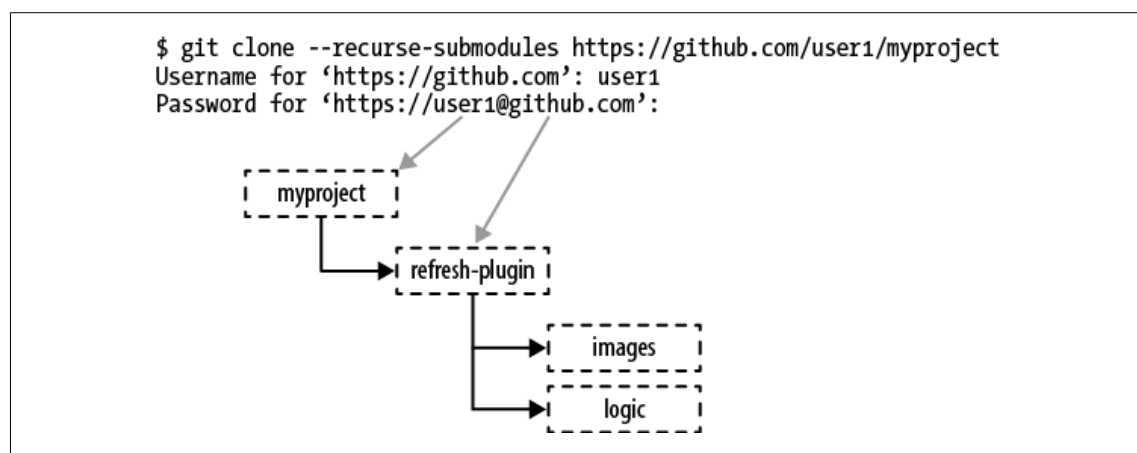 $ git clone --recurse-submodules https://github.com/user1/myproject
Username for ‘https://github.com’: user1
Password for ‘https://user1@github.com’:
myproject
refresh-plugin
images
logic